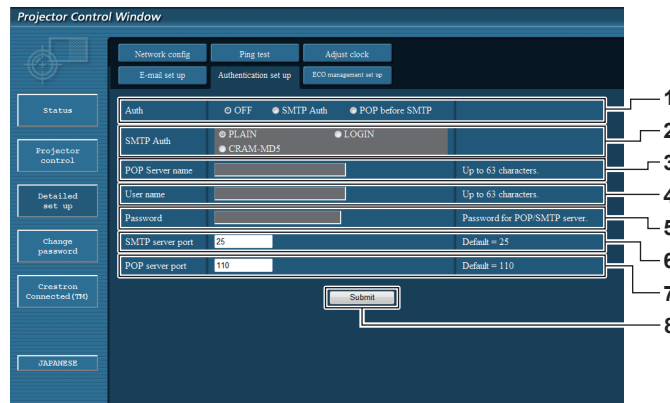 Projector Control Window
Network config Ping test Adjust clock
E-mail set up Authentication set up ECO management set up
Status
Projector control
Detailed set up
Change password
Crestron Connected(TM)
JAPANESE
Auth OFF SMTP Auth POP before SMTP 1
SMTP Auth PLAIN LOGIN 2
CRAM-MD5
POP Server name Up to 63 characters. 3
User name Up to 63 characters. 4
Password Password for POP/SMTP server. 5
SMTP server port 25 Default = 25 6
POP server port 110 Default = 110 7
Submit 8